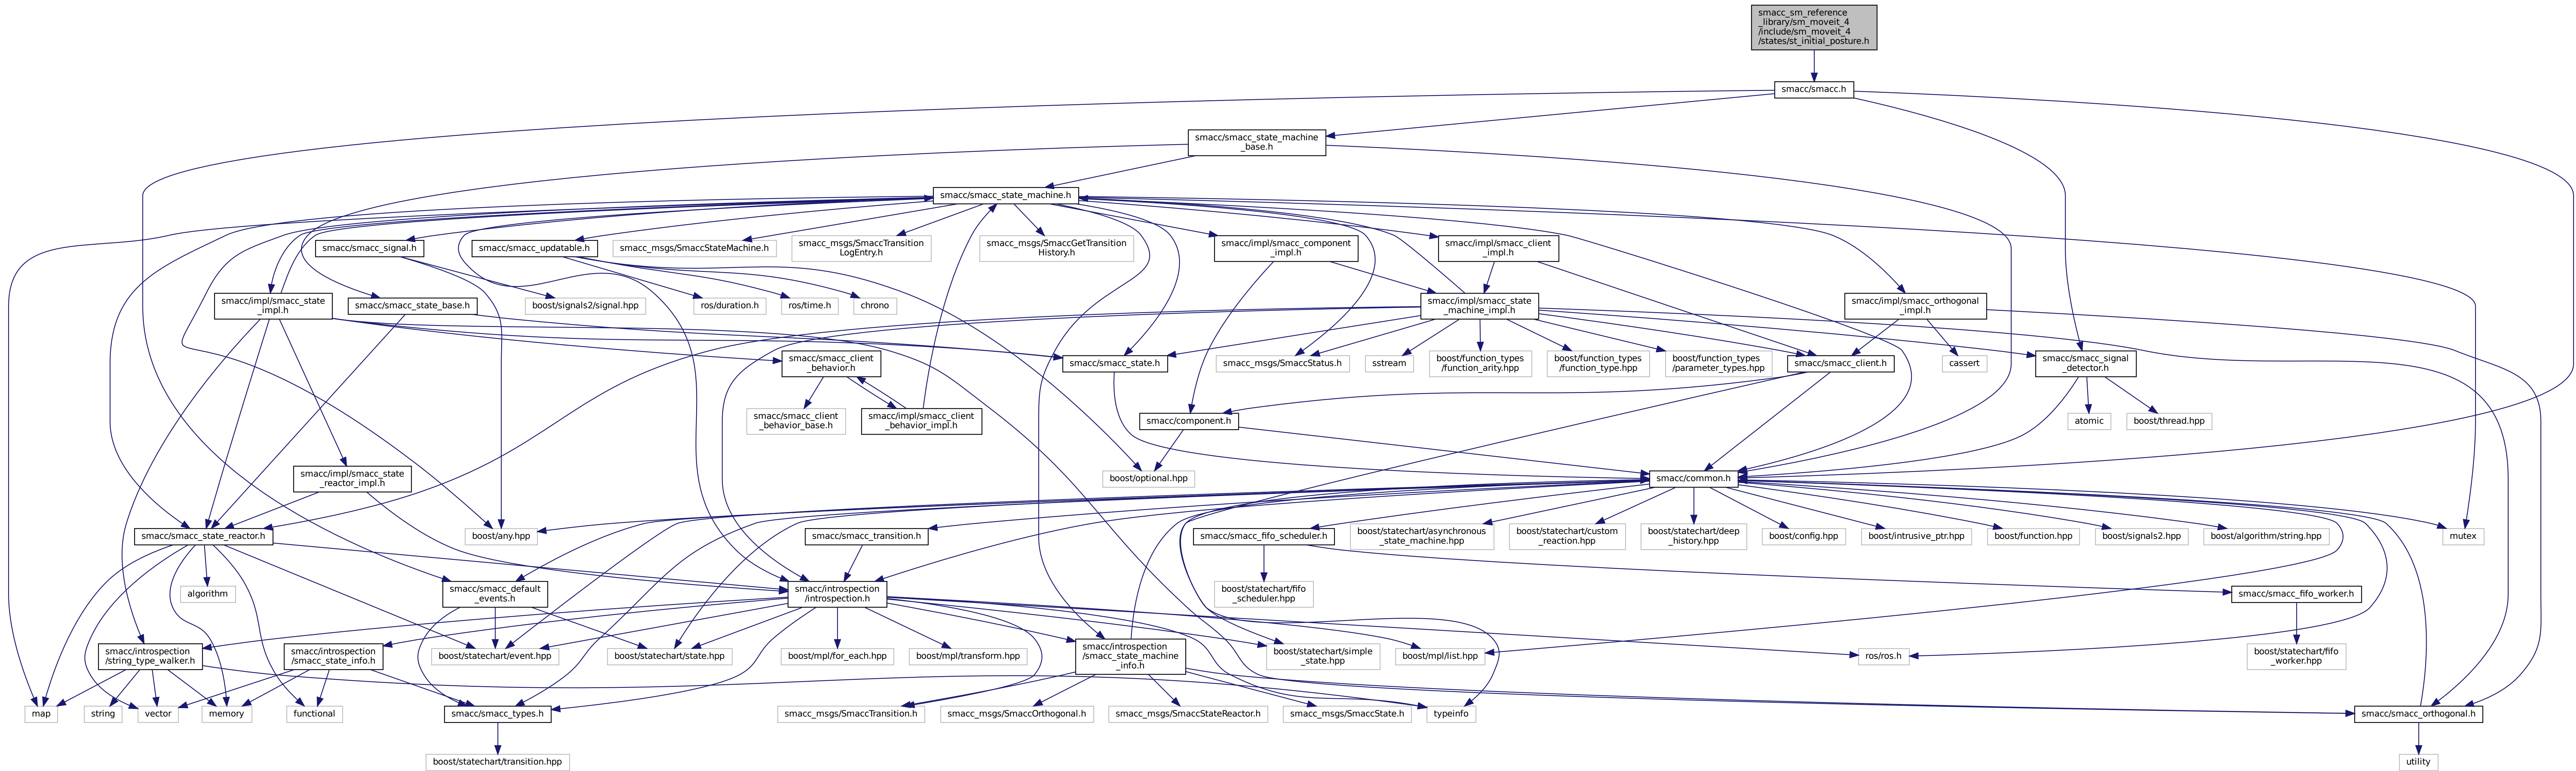 smacc_sm_reference
_library/sm_moveit_4
/include/sm_moveit_4
/states/st_initial_posture.h
smacc/smacc.h
smacc/smacc_state_machine
_base.h
smacc/smacc_state_machine.h
smacc/smacc_signal.h
smacc/smacc_updatable.h
smacc_msgs/SmaccStateMachine.h
smacc_msgs/SmaccTransition
LogEntry.h
smacc_msgs/SmaccGetTransition
History.h
smacc/impl/smacc_component
_impl.h
smacc/impl/smacc_client
_impl.h
smacc/impl/smacc_state
_impl.h
smacc/smacc_state_base.h
boost/signals2/signal.hpp
ros/duration.h
ros/time.h
chrono
smacc/impl/smacc_state
_machine_impl.h
smacc/impl/smacc_orthogonal
_impl.h
smacc/smacc_client
_behavior.h
smacc/smacc_state.h
smacc_msgs/SmaccStatus.h
sstream
boost/function_types
/function_arity.hpp
boost/function_types
/function_type.hpp
boost/function_types
/parameter_types.hpp
smacc/smacc_client.h
cassert
smacc/smacc_signal
_detector.h
smacc/smacc_client
_behavior_base.h
smacc/impl/smacc_client
_behavior_impl.h
smacc/component.h
atomic
boost/thread.hpp
smacc/impl/smacc_state
_reactor_impl.h
boost/optional.hpp
smacc/common.h
smacc/smacc_state_reactor.h
boost/any.hpp
smacc/smacc_transition.h
smacc/smacc_fifo_scheduler.h
boost/statechart/asynchronous
_state_machine.hpp
boost/statechart/custom
_reaction.hpp
boost/statechart/deep
_history.hpp
boost/config.hpp
boost/intrusive_ptr.hpp
boost/function.hpp
boost/signals2.hpp
boost/algorithm/string.hpp
mutex
algorithm
smacc/smacc_default
_events.h
smacc/introspection
/introspection.h
boost/statechart/fifo
_scheduler.hpp
smacc/smacc_fifo_worker.h
smacc/introspection
/string_type_walker.h
smacc/introspection
/smacc_state_info.h
boost/statechart/event.hpp
boost/statechart/state.hpp
boost/mpl/for_each.hpp
boost/mpl/transform.hpp
smacc/introspection
/smacc_state_machine
_info.h
boost/statechart/simple
_state.hpp
boost/mpl/list.hpp
ros/ros.h
boost/statechart/fifo
_worker.hpp
map
string
vector
memory
functional
smacc/smacc_types.h
smacc_msgs/SmaccTransition.h
smacc_msgs/SmaccOrthogonal.h
smacc_msgs/SmaccStateReactor.h
smacc_msgs/SmaccState.h
typeinfo
smacc/smacc_orthogonal.h
boost/statechart/transition.hpp
utility